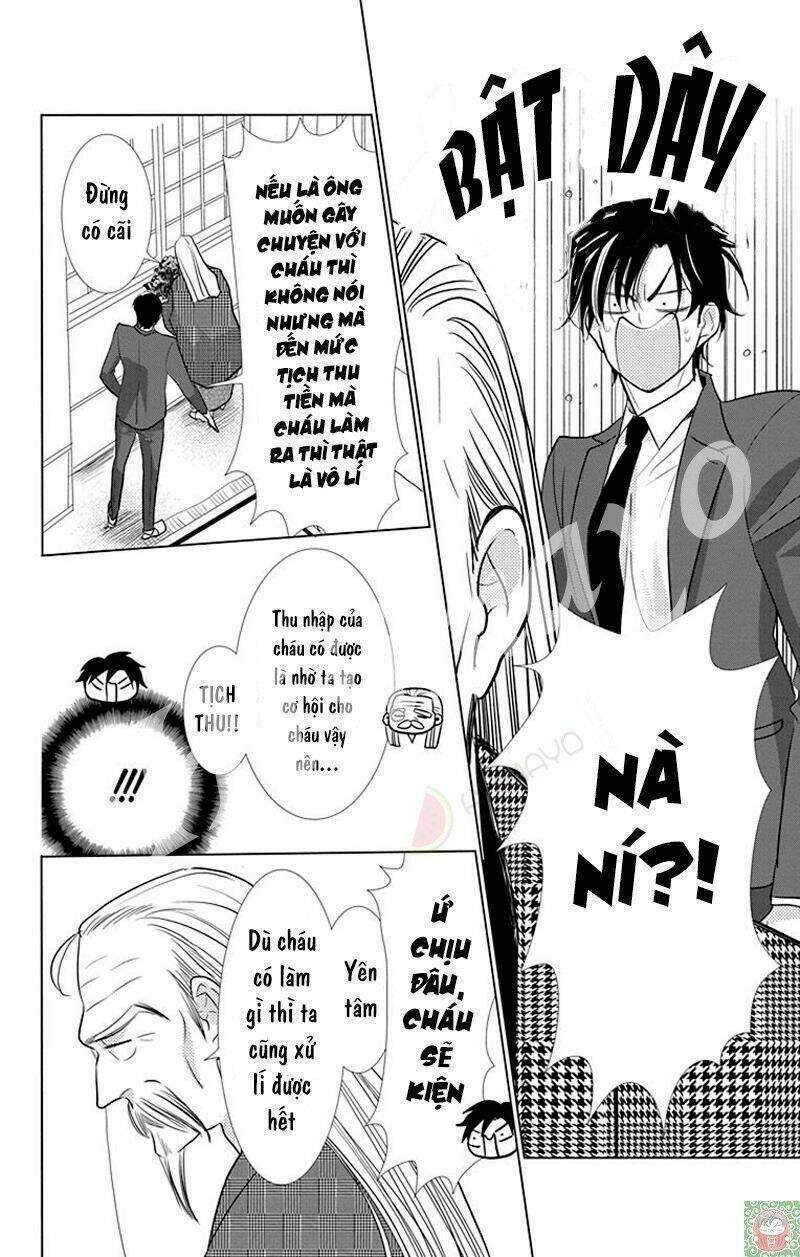 BẬT DẬY
NÀ
NÍ?!
NẾU LÀ ÔNG
MUỐN GÂY
CHUYỆN VỚI
CHÁU THÌ
KHÔNG NÓI
NHƯNG MÀ
ĐẾN MỨC
TỊCH THU
TIỀN MÀ
CHÁU LÀM
RA THÌ THẬT
LÀ VÔ LÍ
Đừng
có cãi
Thu nhập của
cháu có được
là nhờ ta tạo
cơ hội cho
cháu vậy
nên...
TỊCH
THU!!
!!!
Ứ
CHỊU
ĐÂU,
CHÁU
SẼ
KIỆN
Yên
tâm
Dù cháu
có làm
gì thì ta
cũng xử
lí được
hết